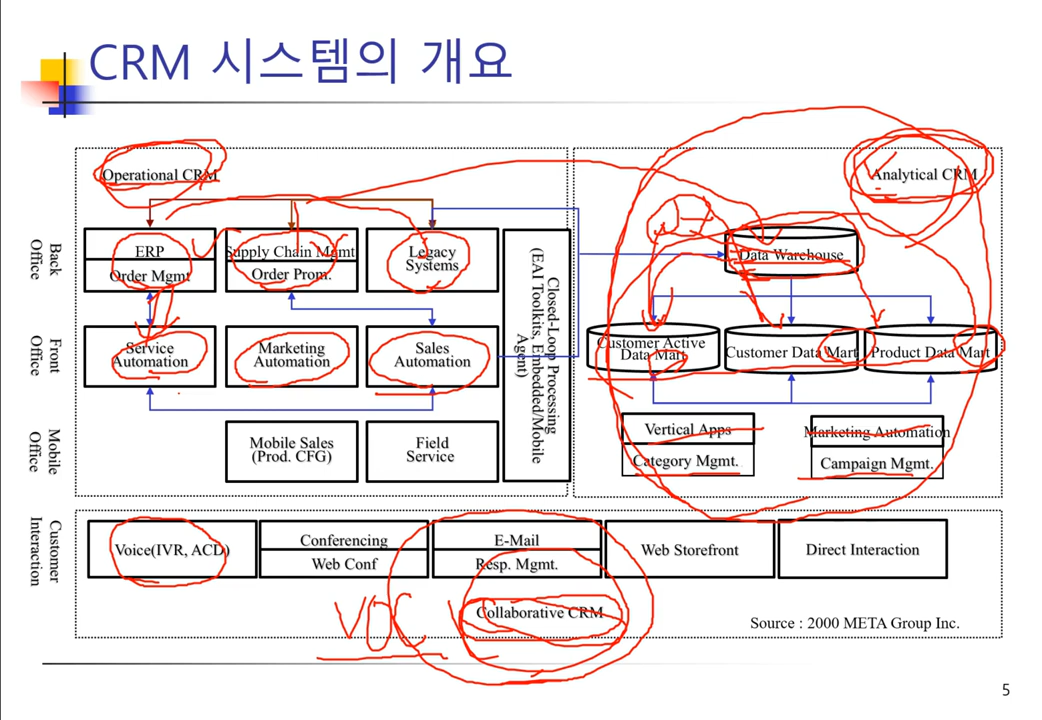 CRM 시스템의 개요
Operational CRM
Analytical CRM
Back
Office
ERP
Order Mgmt
Supply Chain Mgmt
Order Prom.
Legacy
Systems
Data Warehouse
Closed-Loop Processing
(EAI Toolkits, Embedded/Mobile
Agent)
Front
Office
Service
Automation
Marketing
Automation
Sales
Automation
Customer Active
Data Mart
Customer Data Mart
Product Data Mart
Mobile
Office
Mobile Sales
(Prod. CFG)
Field
Service
Vertical Apps
Category Mgmt.
Marketing Automation
Campaign Mgmt.
Customer
Interaction
Voice(IVR, ACD)
Conferencing
Web Conf
E-Mail
Resp. Mgmt.
Web Storefront
Direct Interaction
VOC
Collaborative CRM
Source : 2000 META Group Inc.
5